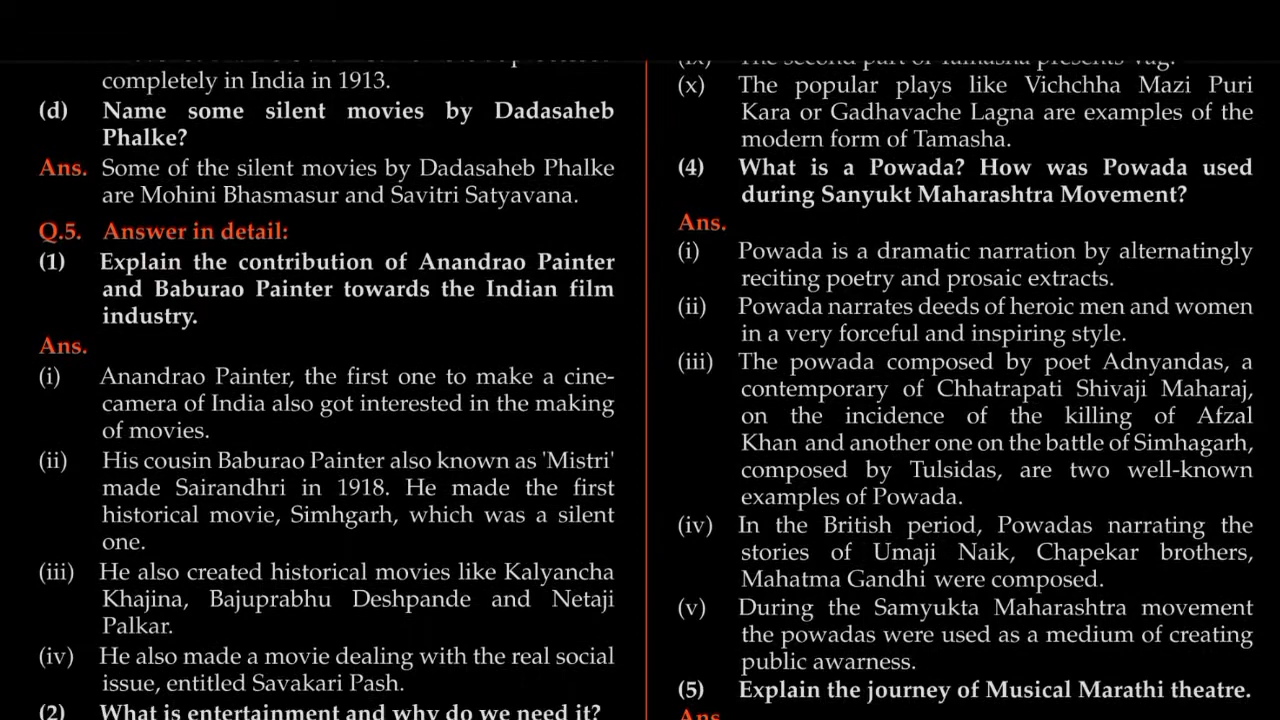 completely in India in 1913.
(d) Name some silent movies by Dadasaheb
Phalke?
Ans. Some of the silent movies by Dadasaheb Phalke
are Mohini Bhasmasur and Savitri Satyavana.
Q.5. Answer in detail:
(1) Explain the contribution of Anandrao Painter
and Baburao Painter towards the Indian film
industry.
Ans.
(i) Anandrao Painter, the first one to make a cine-
camera of India also got interested in the making
of movies.
(ii) His cousin Baburao Painter also known as 'Mistri'
made Sairandhri in 1918. He made the first
historical movie, Simhgarh, which was a silent
one.
(iii) He also created historical movies like Kalyancha
Khajina, Bajuprabhu Deshpande and Netaji
Palkar.
(iv) He also made a movie dealing with the real social
issue, entitled Savakari Pash.
(2) What is entertainment and why do we need it?
(ix) The second part of Tamasha presents Vag.
(x) The popular plays like Vichchha Mazi Puri
Kara or Gadhavache Lagna are examples of the
modern form of Tamasha.
(4) What is a Powada? How was Powada used
during Sanyukt Maharashtra Movement?
Ans.
(i) Powada is a dramatic narration by alternatingly
reciting poetry and prosaic extracts.
(ii) Powada narrates deeds of heroic men and women
in a very forceful and inspiring style.
(iii) The powada composed by poet Adnyandas, a
contemporary of Chhatrapati Shivaji Maharaj,
on the incidence of the killing of Afzal
Khan and another one on the battle of Simhagarh,
composed by Tulsidas, are two well-known
examples of Powada.
(iv) In the British period, Powadas narrating the
stories of Umaji Naik, Chapekar brothers,
Mahatma Gandhi were composed.
(v) During the Samyukta Maharashtra movement
the powadas were used as a medium of creating
public awarness.
(5) Explain the journey of Musical Marathi theatre.
Ans.